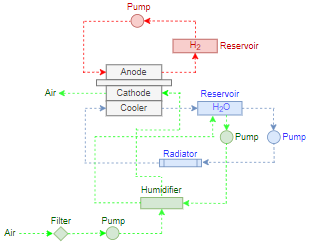 Pump
H₂
Reservoir
Anode
Air
Cathode
Reservoir
Cooler
H₂O
Pump
Pump
Radiator
Humidifier
Filter
Pump
Air